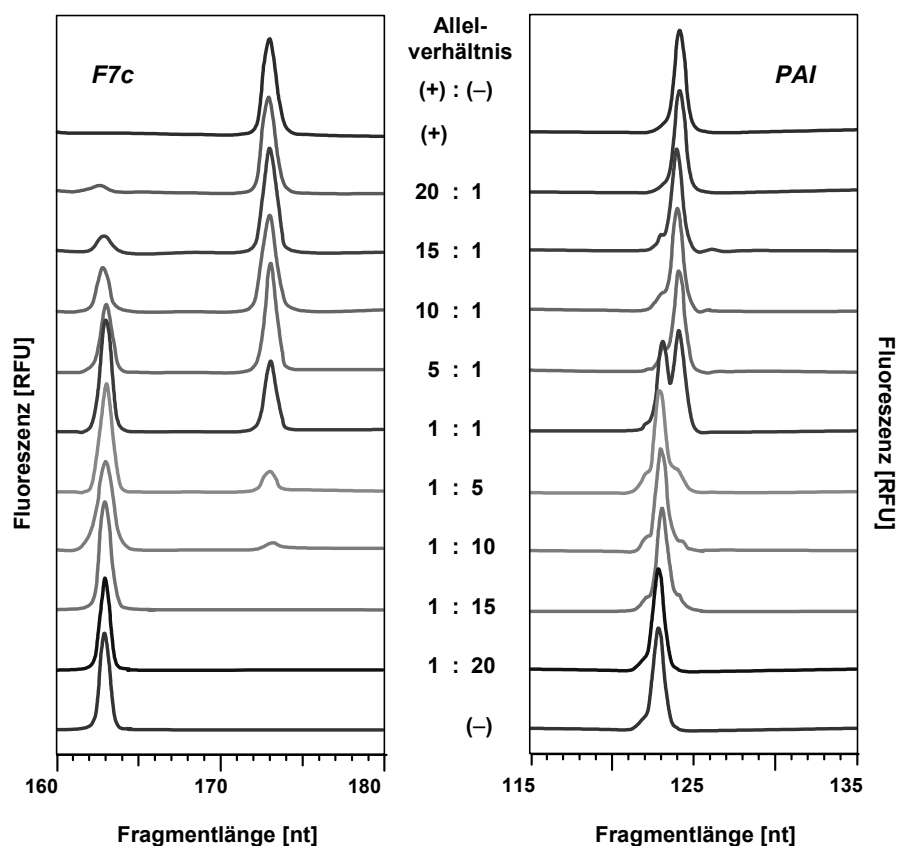 F7c
Allel-
verhältnis
(+) : (–)
PAI
(+)
20 : 1
15 : 1
10 : 1
5 : 1
1 : 1
1 : 5
1 : 10
1 : 15
1 : 20
(–)
Fluoreszenz [RFU]
Fluoreszenz [RFU]
160 170 180
115 125 135
Fragmentlänge [nt]
Fragmentlänge [nt]